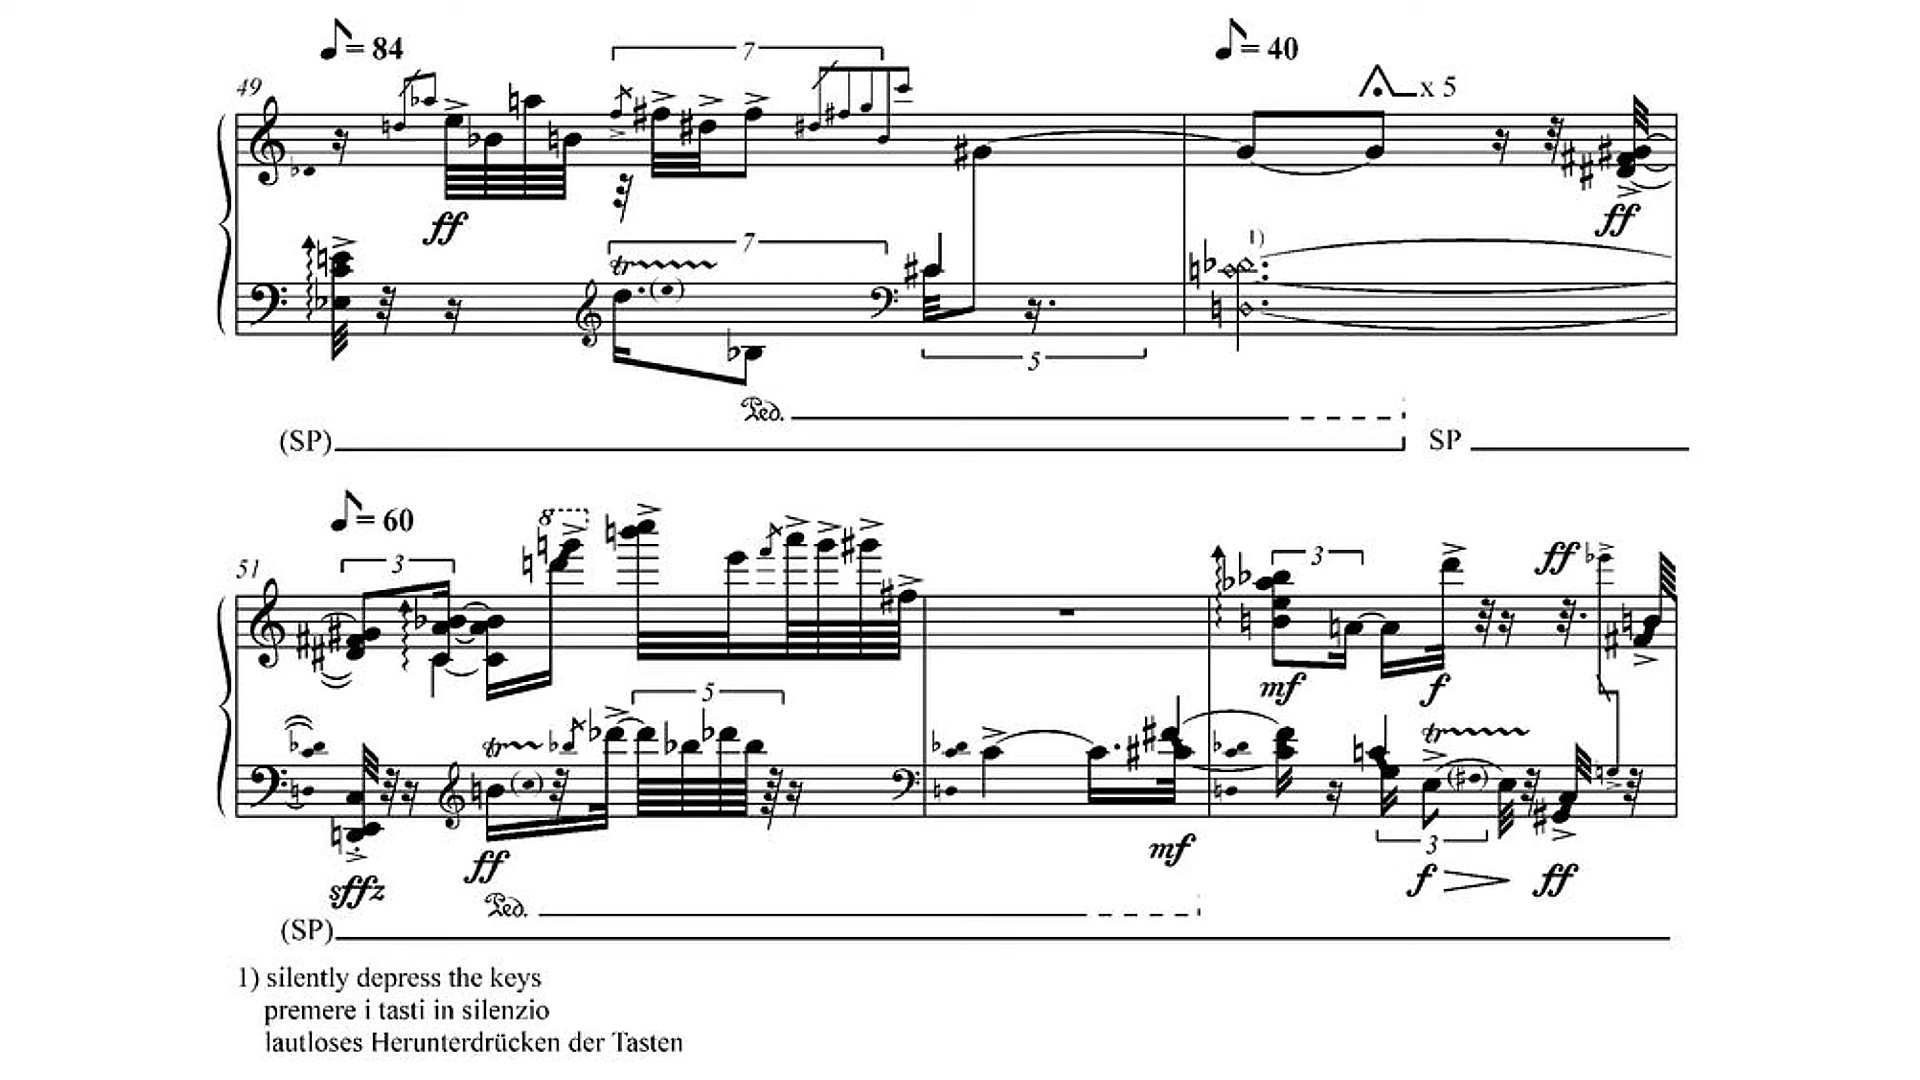 = 84
7
= 40
49
x 5
ff
ff
7
tr
1)
5
Ped.
(SP)
SP
= 60
8
51
3
3
ff
mf
f
5
tr
tr
3
mf
sffz
ff
f
ff
Ped.
(SP)
1) silently depress the keys
premere i tasti in silenzio
lautloses Herunterdrücken der Tasten